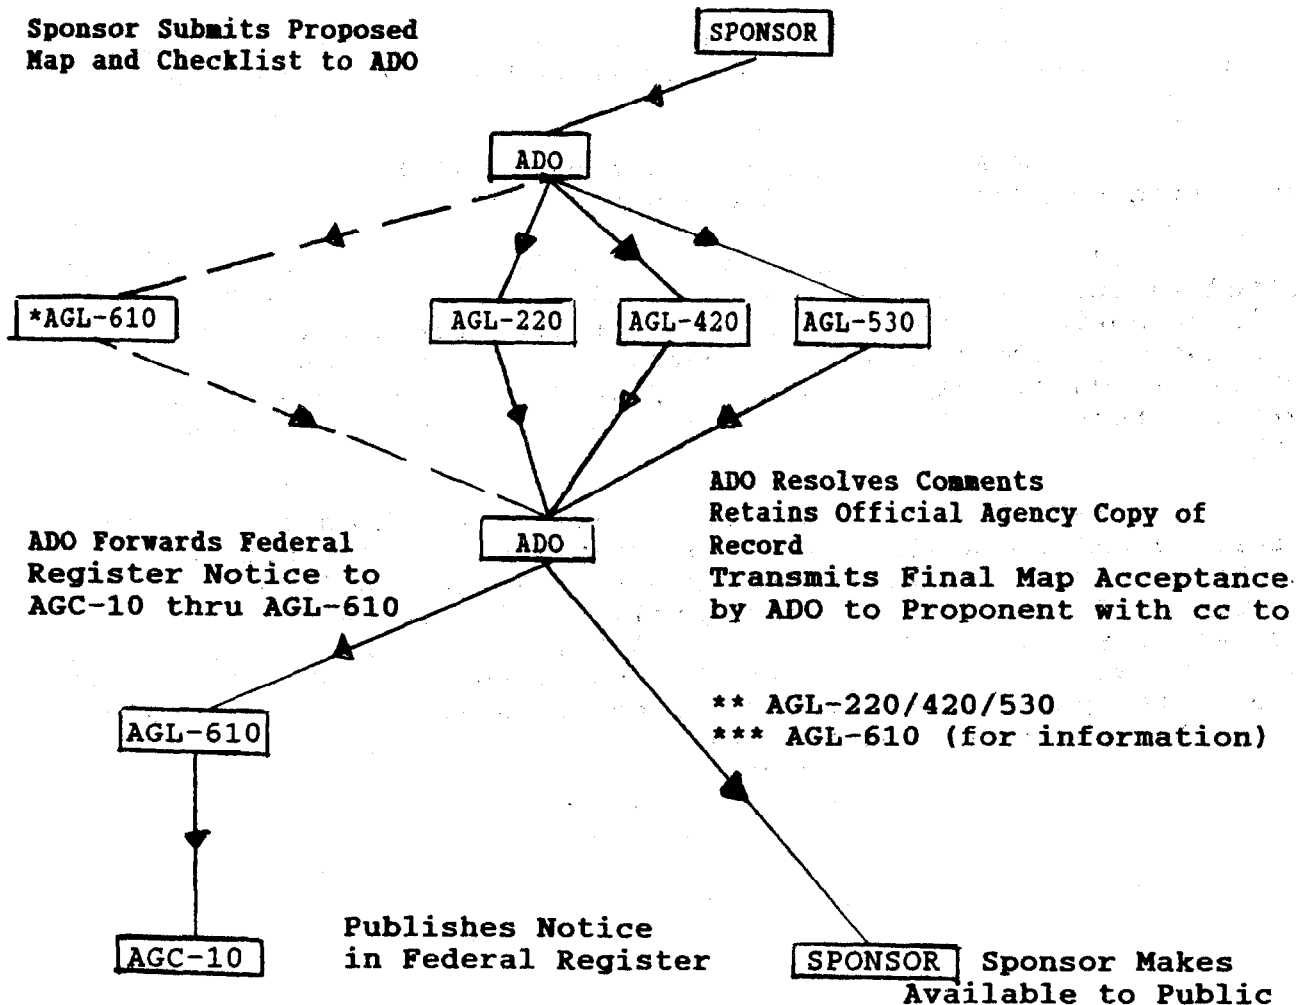 Sponsor Submits Proposed
Map and Checklist to ADO
SPONSOR
ADO
*AGL-610
AGL-220
AGL-420
AGL-530
ADO Resolves Comments
Retains Official Agency Copy of
Record
Transmits Final Map Acceptance
by ADO to Proponent with cc to
ADO
ADO Forwards Federal
Register Notice to
AGC-10 thru AGL-610
** AGL-220/420/530
*** AGL-610 (for information)
AGL-610
Publishes Notice
in Federal Register
AGC-10
SPONSOR
Sponsor Makes
Available to Public